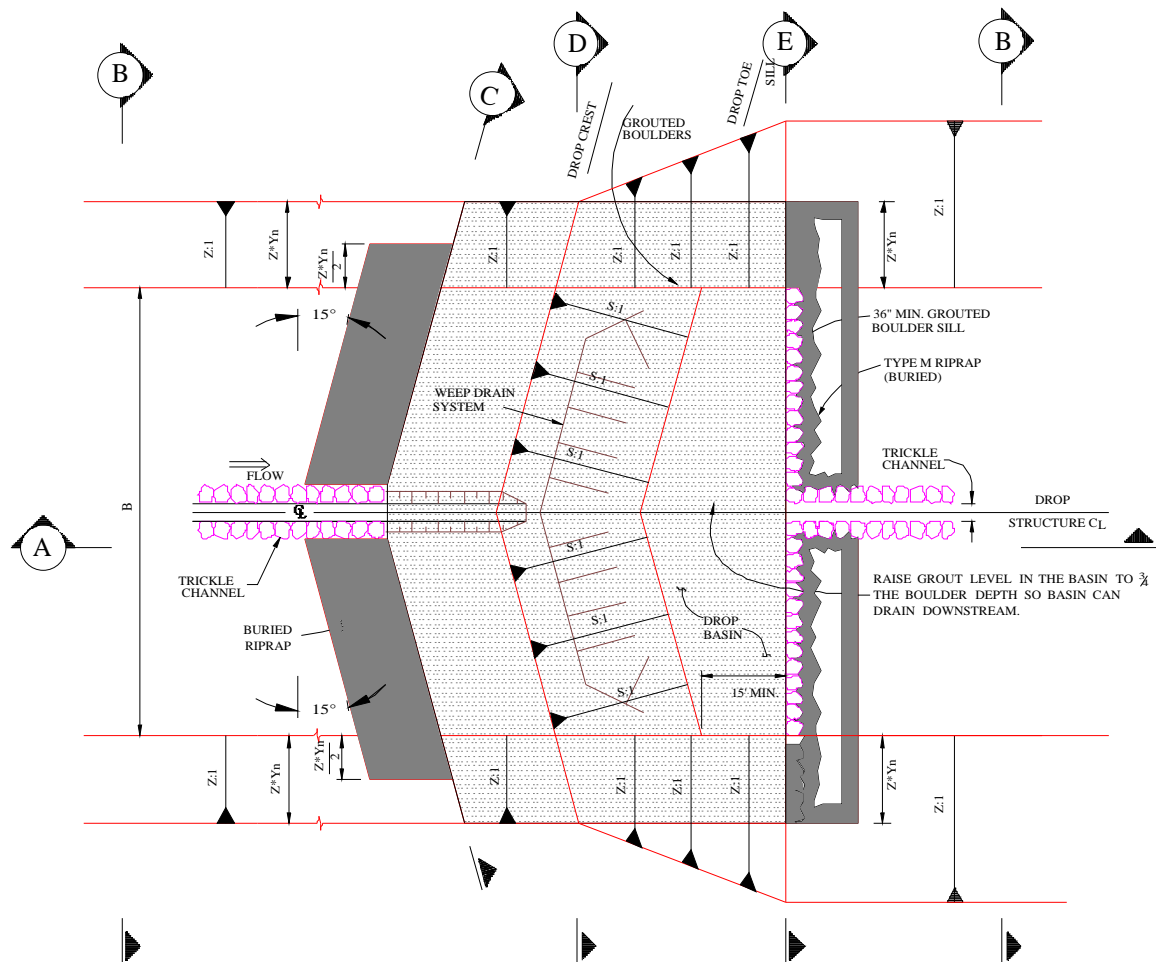 B
C
D
E
B
DROP CREST
GROUTED
BOULDERS
DROP TOE
SILL
Z:1
Z*Yn
Z*Yn
2
Z:1
Z:1
Z:1
Z:1
Z*Yn
Z:1
15°
S:1
36" MIN. GROUTED
BOULDER SILL
TYPE M RIPRAP
(BURIED)
S:1
WEEP DRAIN
SYSTEM
S:1
TRICKLE
CHANNEL
FLOW
B
CL
DROP
STRUCTURE CL
A
S:1
TRICKLE
CHANNEL
RAISE GROUT LEVEL IN THE BASIN TO ¾
THE BOULDER DEPTH SO BASIN CAN
DRAIN DOWNSTREAM.
S:1
BURIED
RIPRAP
DROP
BASIN
S:1
15' MIN.
15°
Z:1
Z*Yn
Z*Yn
2
Z:1
Z:1
Z:1
Z:1
Z*Yn
Z:1